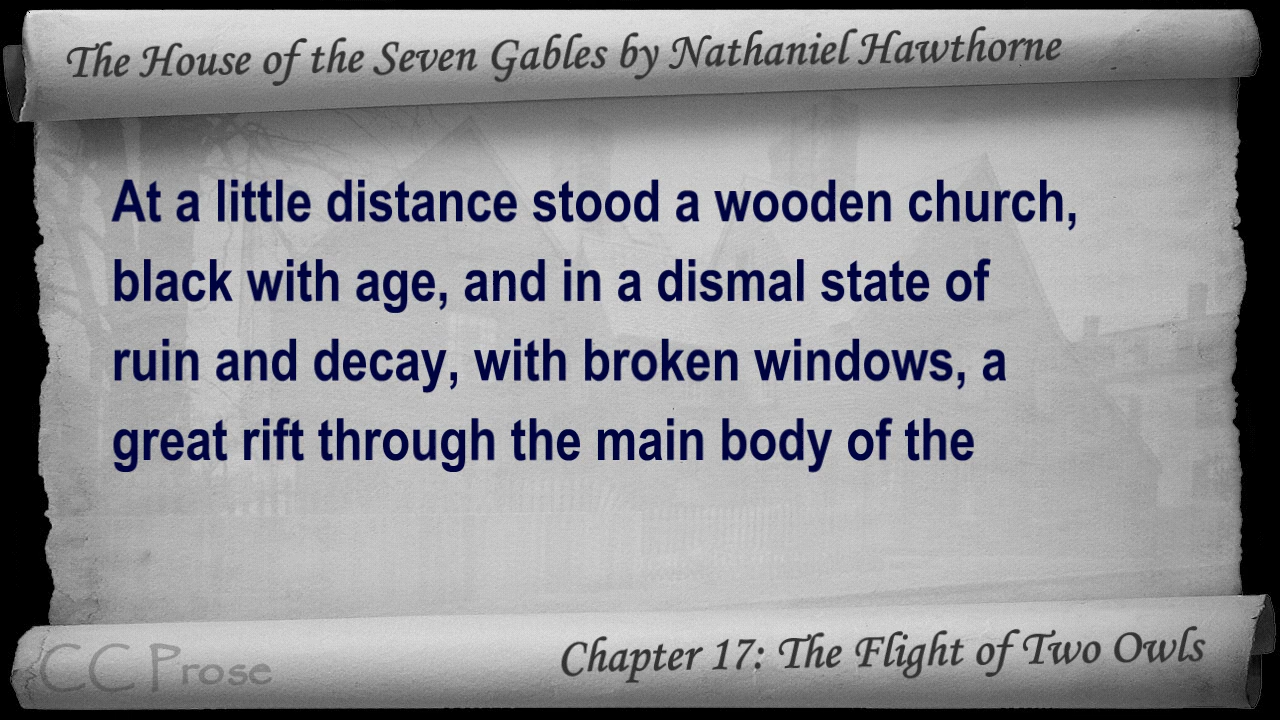 The House of the Seven Gables by Nathaniel Hawthorne
At a little distance stood a wooden church,
black with age, and in a dismal state of
ruin and decay, with broken windows, a
great rift through the main body of the
CC Prose
Chapter 17: The Flight of Two Owls